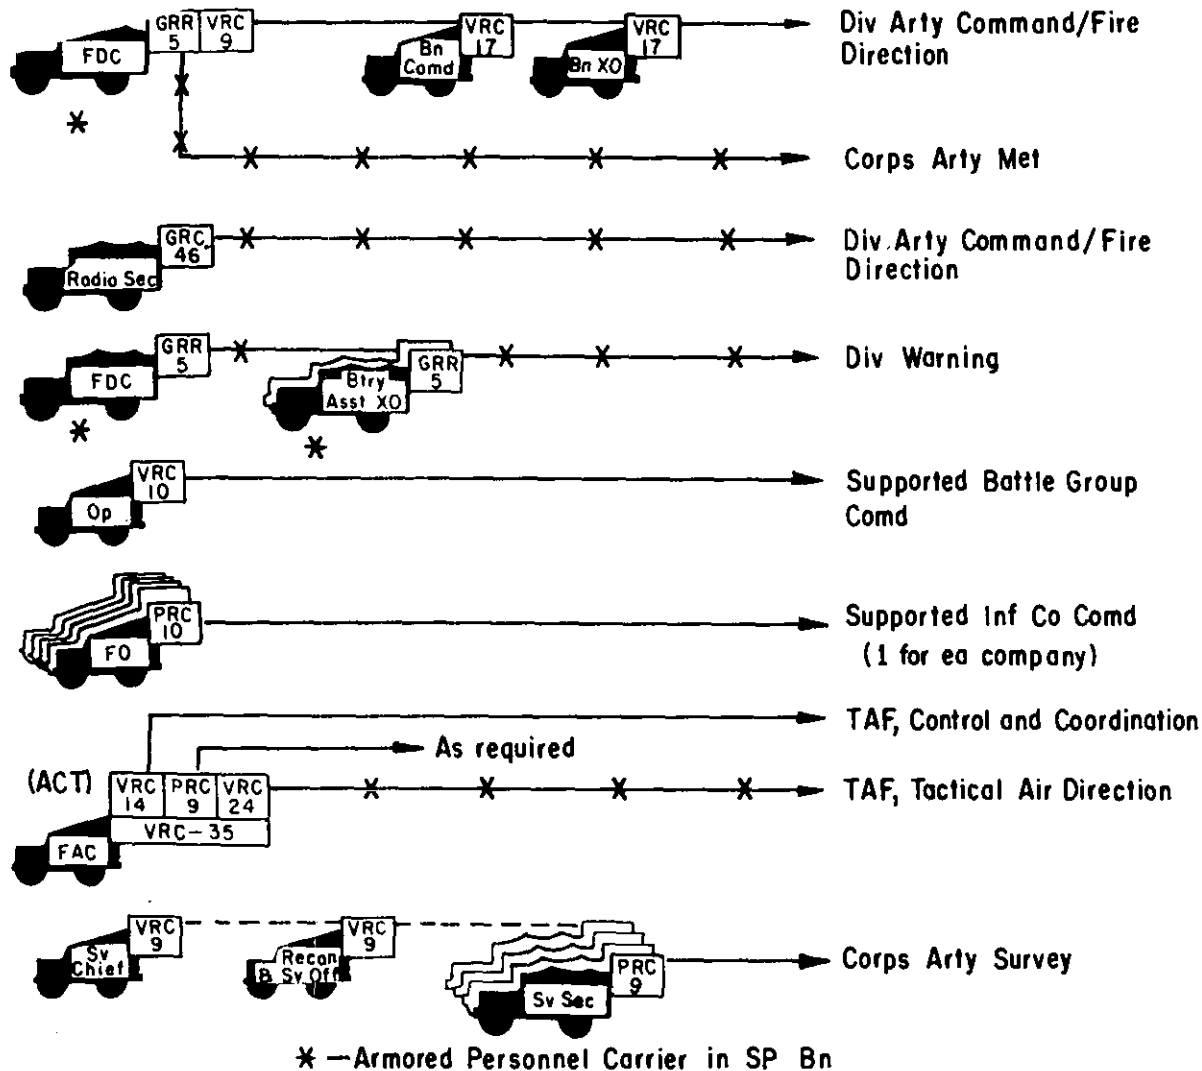 GRR 5 VRC 9
FDC
Bn Comd
VRC 17
Bn XO
VRC 17
Div Arty Command/Fire
Direction
*
Corps Arty Met
GRC 46
Radio Sec
Div Arty Command/Fire
Direction
GRR 5
FDC
*
GRR 5
Btry
Asst XO
*
Div Warning
VRC 10
Op
Supported Battle Group
Comd
PRC 10
FO
Supported Inf Co Comd
(1 for ea company)
TAF, Control and Coordination
As required
(ACT)
VRC 14 PRC 9 VRC 24
VRC-35
FAC
TAF, Tactical Air Direction
VRC 9
Sv Chief
VRC 9
Recon
B Sv Off
PRC 9
Sv Sec
Corps Arty Survey
* — Armored Personnel Carrier in SP Bn